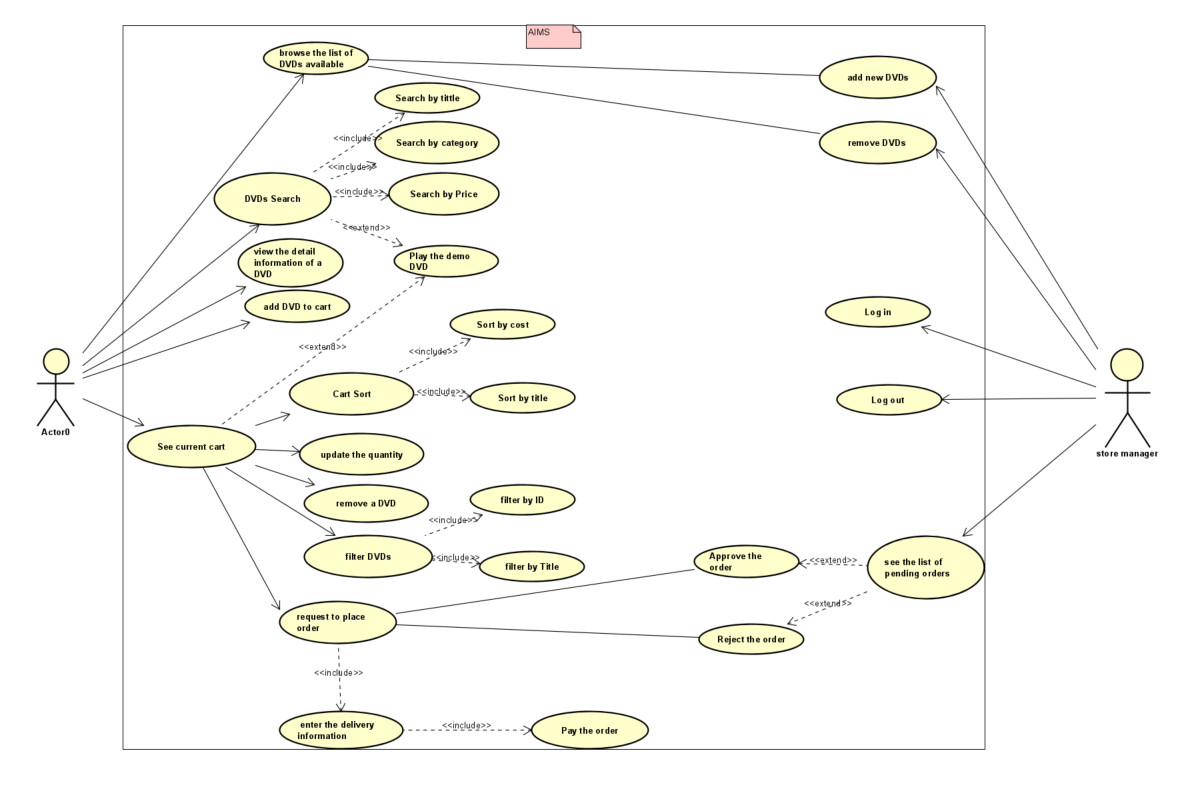 AIMS
browse the list of
DVDs available
add new DVDs
Search by tittle
<<include>>
Search by category
remove DVDs
<<include>>
<<include>>
Search by Price
DVDs Search
<<extend>>
view the detail
information of a
DVD
Play the demo
DVD
add DVD to cart
Log in
Sort by cost
<<extend>>
<<include>>
Cart Sort
<<include>>
Sort by title
Log out
Actor0
See current cart
update the quantity
store manager
remove a DVD
filter by ID
<<include>>
filter DVDs
<<include>>
filter by Title
Approve the
order
<<extend>>
see the list of
pending orders
<<extend>>
request to place
order
Reject the order
<<include>>
enter the delivery
information
<<include>>
Pay the order